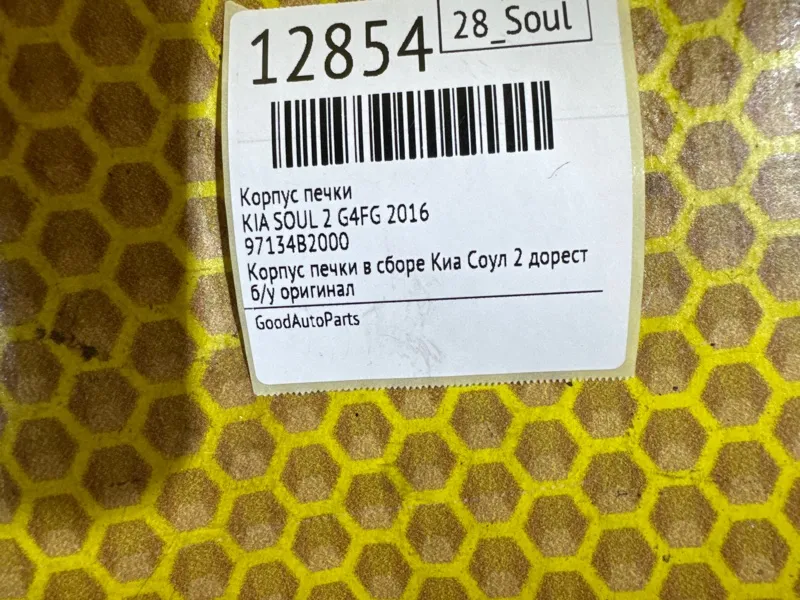 12854
28_Soul
Корпус печки
KIA SOUL 2 G4FG 2016
97134B2000
Корпус печки в сборе Киа Соул 2 дорест
б/у оригинал
GoodAutoParts